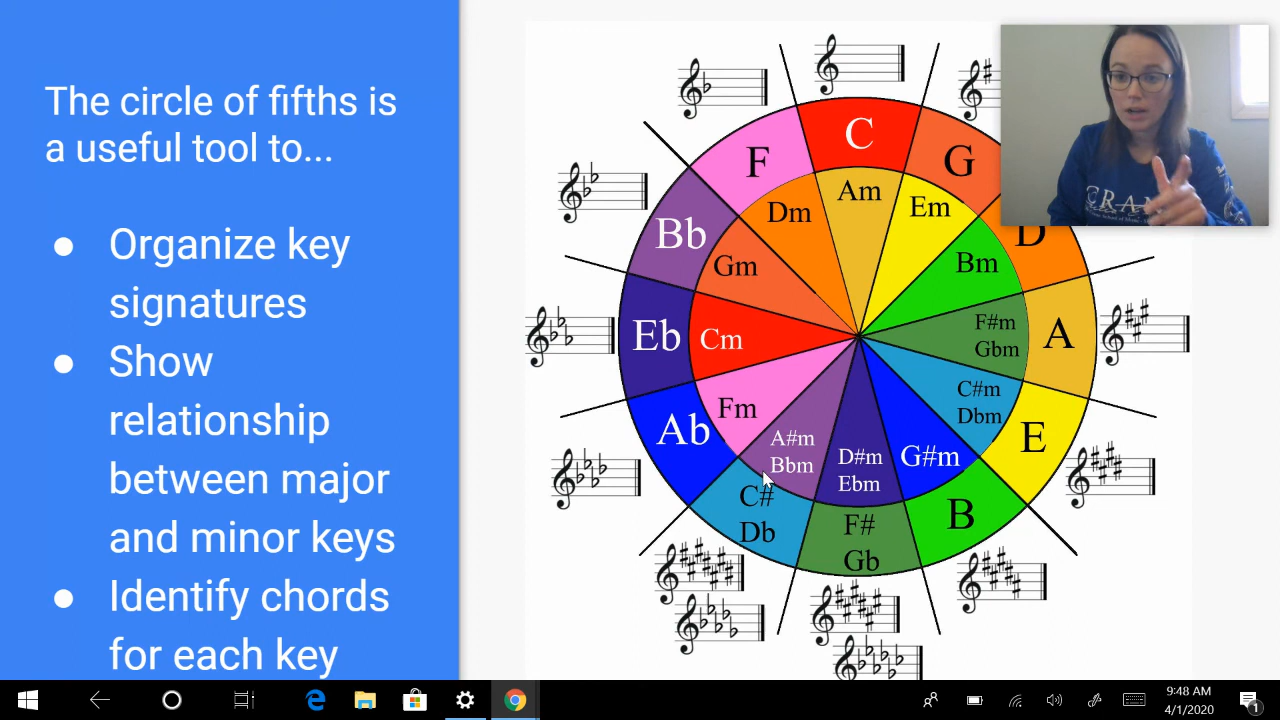 The circle of fifths is
a useful tool to...
● Organize key
signatures
● Show
relationship
between major
and minor keys
● Identify chords
for each key
C
G
D
A
E
B
F#
Gb
C#
Db
Ab
Eb
Bb
F
Am
Em
Bm
F#m
Gbm
C#m
Dbm
G#m
D#m
Ebm
A#m
Bbm
Fm
Cm
Gm
Dm
CRAN
9:48 AM
4/1/2020
1